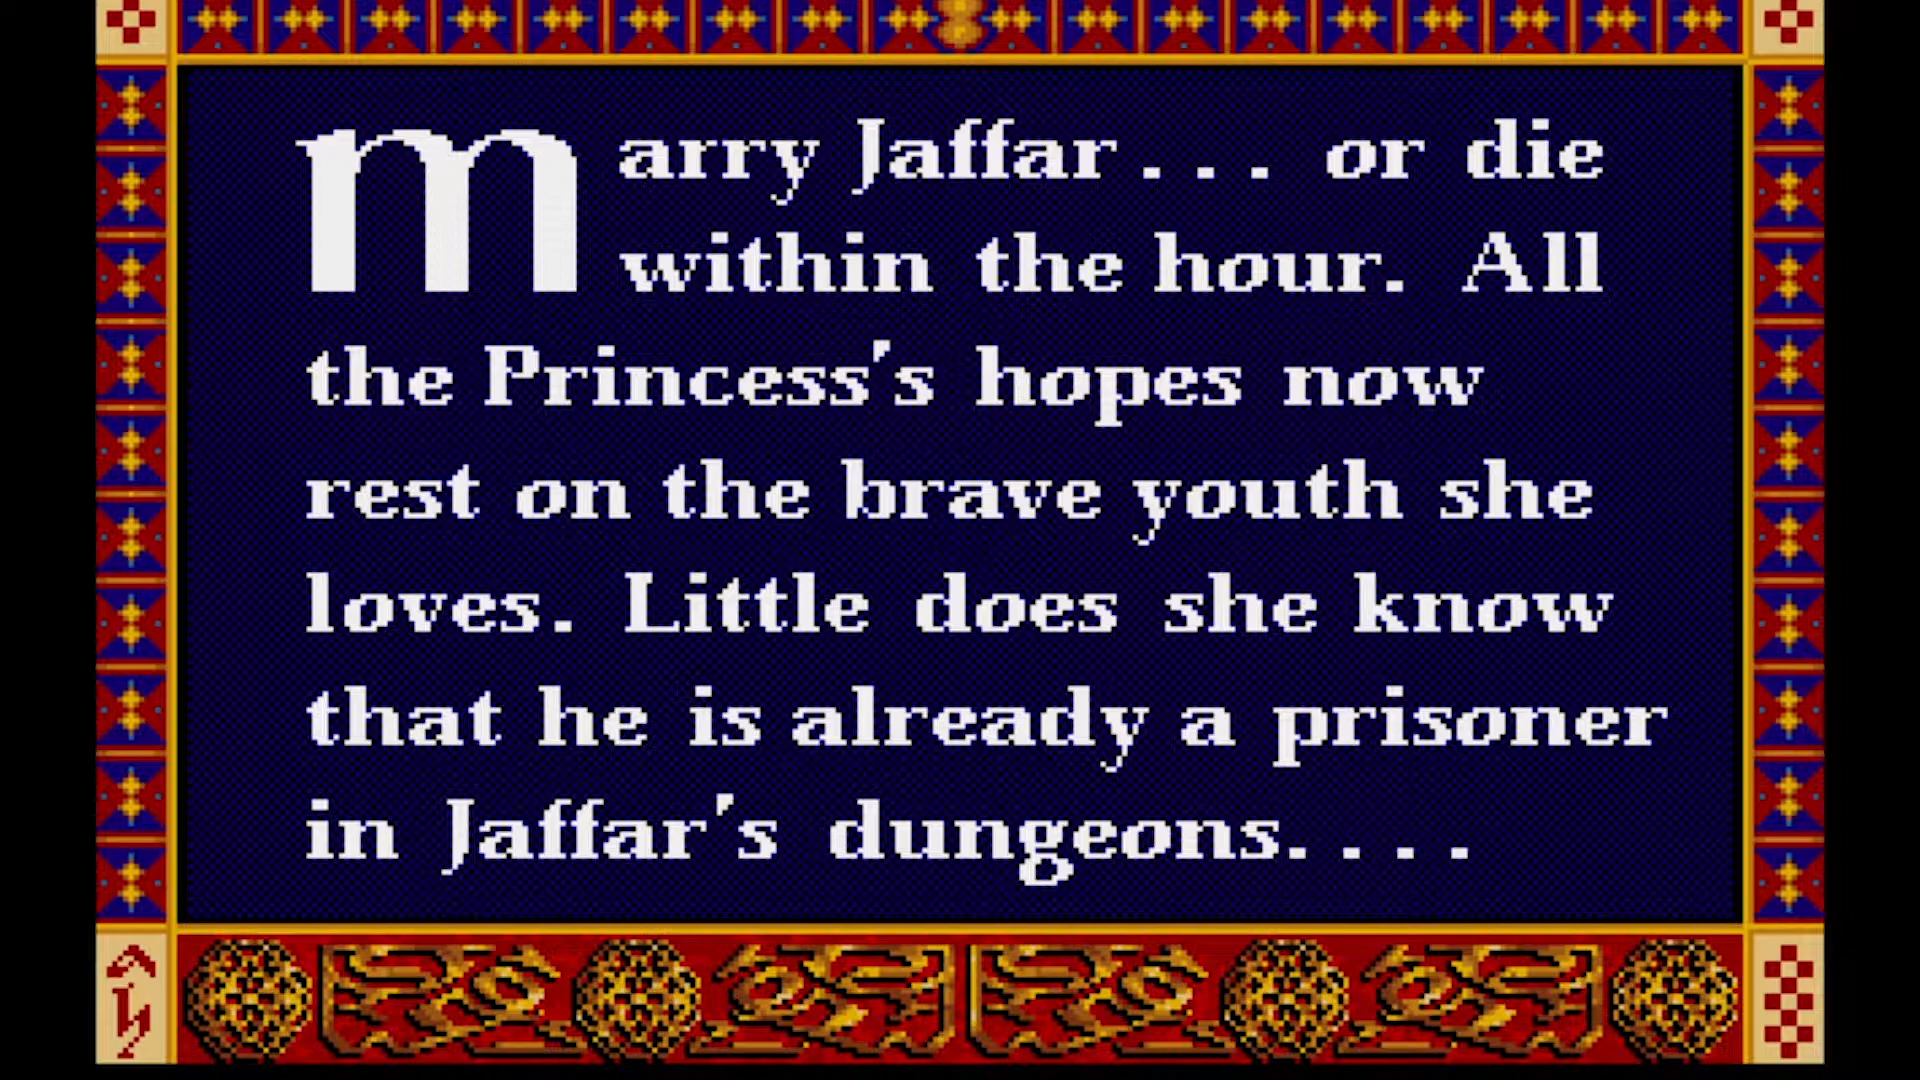 Marry Jaffar... or die
within the hour. All
the Princess's hopes now
rest on the brave youth she
loves. Little does she know
that he is already a prisoner
in Jaffar's dungeons....